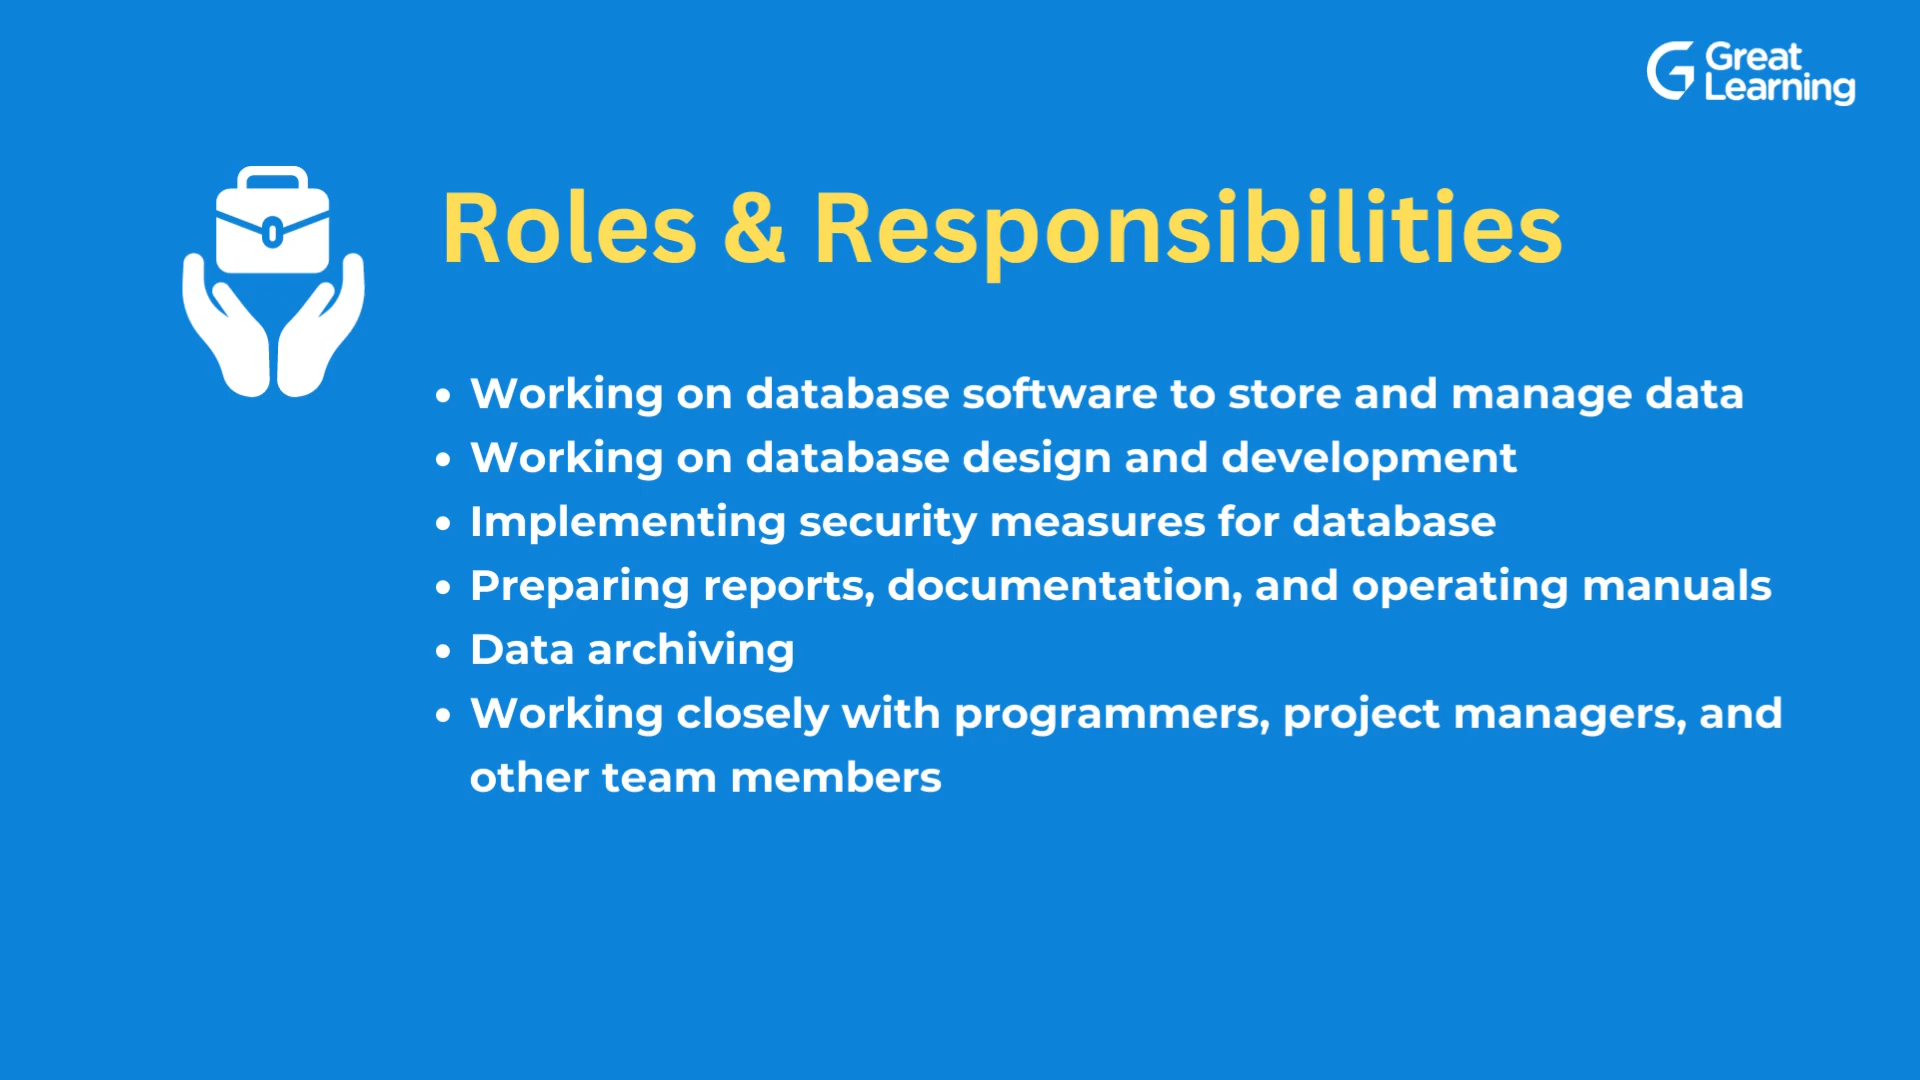 Great
Learning
Roles & Responsibilities
• Working on database software to store and manage data
• Working on database design and development
• Implementing security measures for database
• Preparing reports, documentation, and operating manuals
• Data archiving
• Working closely with programmers, project managers, and
other team members